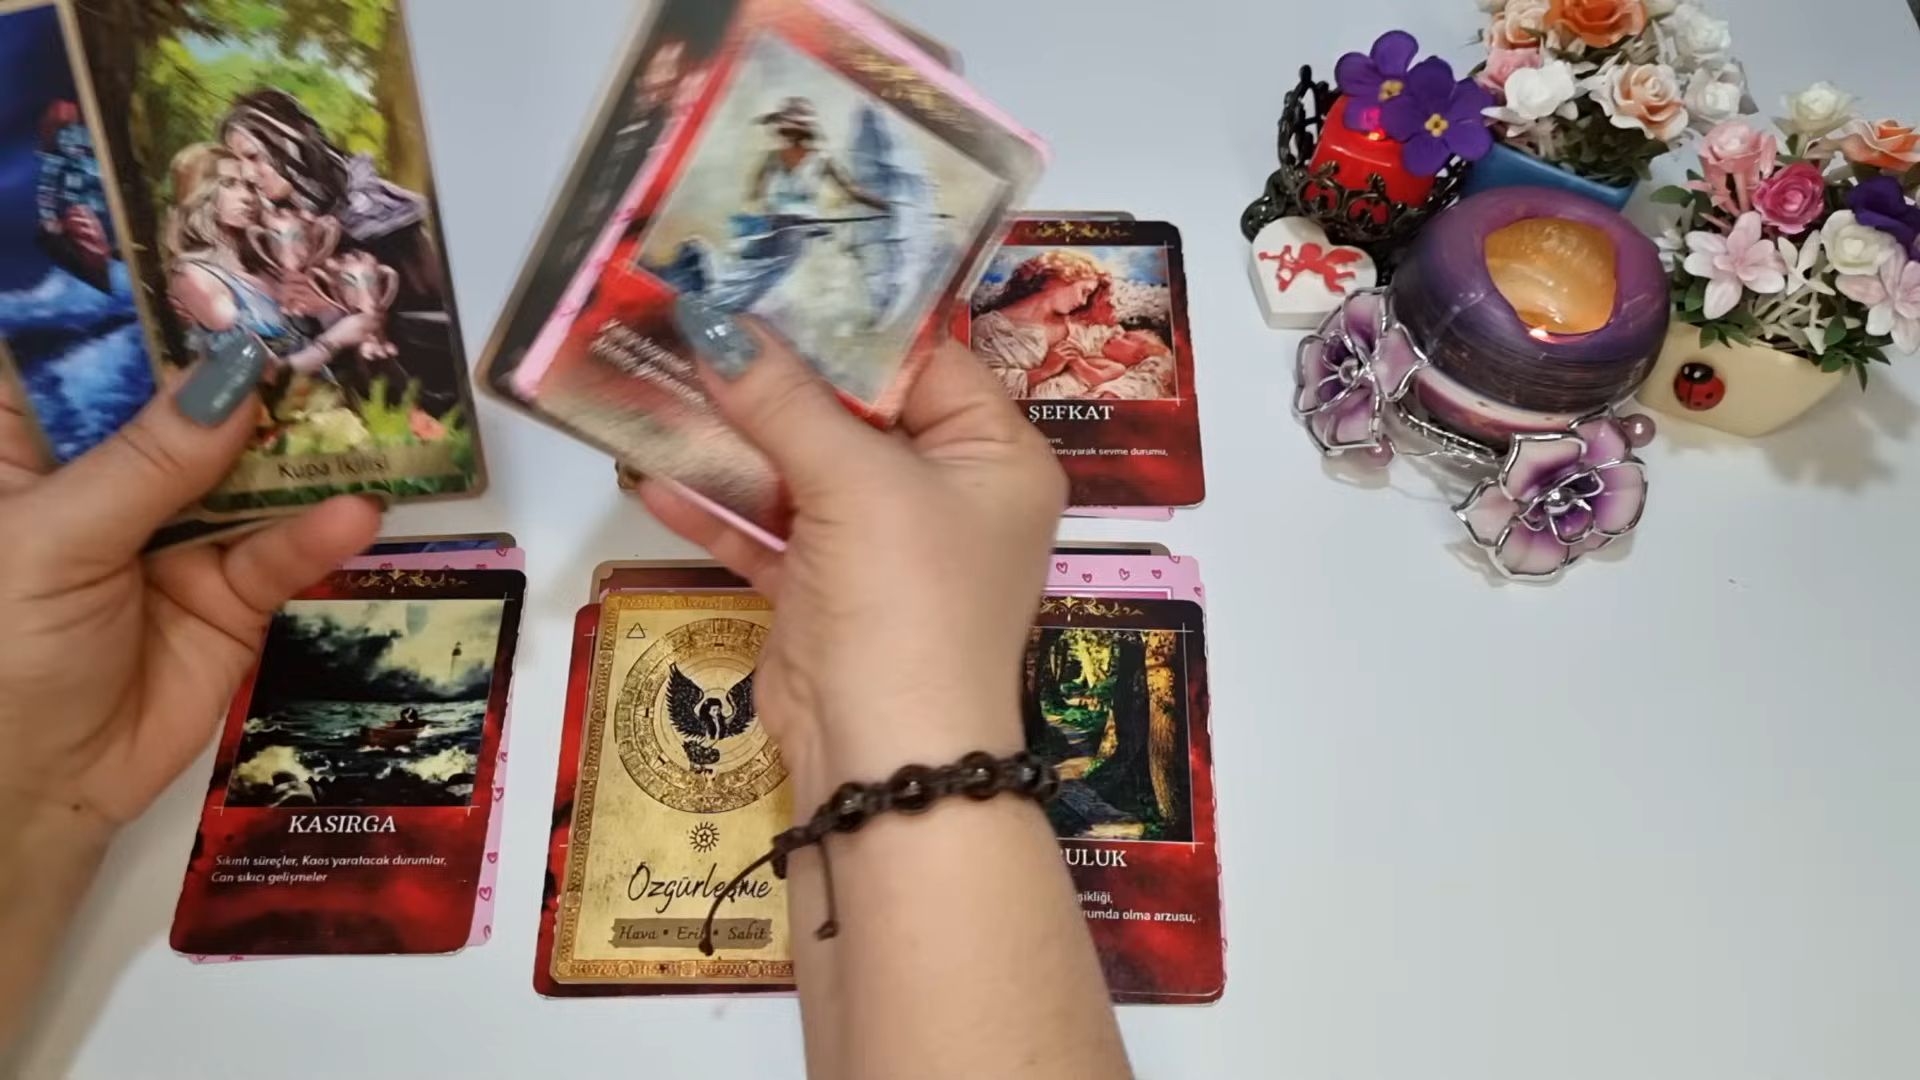 Kupa İkilisi
ŞEFKAT
koruyarak sevme durumu,
KASIRGA
Sıkıntı süreçler, Kaos yaratacak durumlar,
Can sıkıcı gelişmeler
Özgürleşme
Hava • Eril • Sabit
ULUK
şikliği,
rumda olma arzusu,